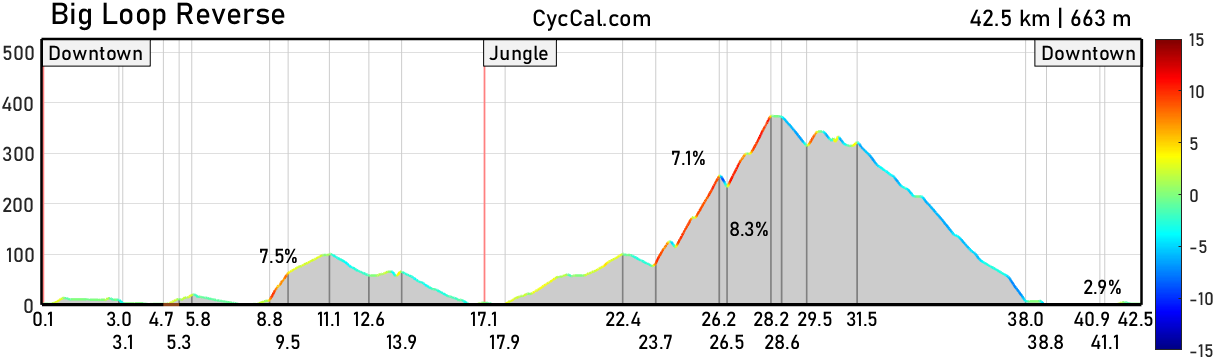 Big Loop Reverse
CycCal.com
42.5 km | 663 m
Downtown
Jungle
Downtown
500
400
300
200
100
0
7.5%
7.1%
8.3%
2.9%
0.1 3.0 4.7 5.8 8.8 11.1 12.6 17.1 22.4 26.2 28.2 29.5 31.5 38.0 40.9 42.5
3.1 5.3 9.5 13.9 17.9 23.7 26.5 28.6 38.8 41.1
15
10
5
0
-5
-10
-15